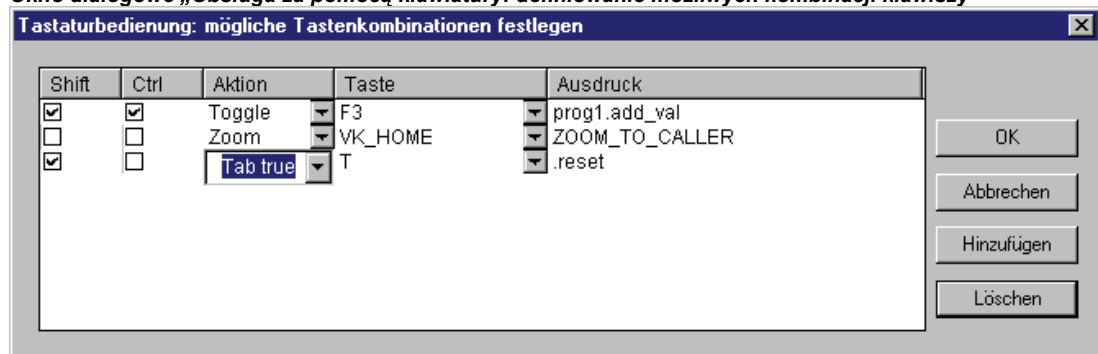 Okno dialogowe „Obsługa za pomocą klawiatury: definiowanie możliwych kombinacji klawiszy”
Tastaturbedienung: mögliche Tastenkombinationen festlegen
Shift Ctrl Aktion Taste Ausdruck
Toggle F3 prog1.add_val
Zoom VK_HOME ZOOM_TO_CALLER
Tab true T .reset
OK
Abbrechen
Hinzufügen
Löschen